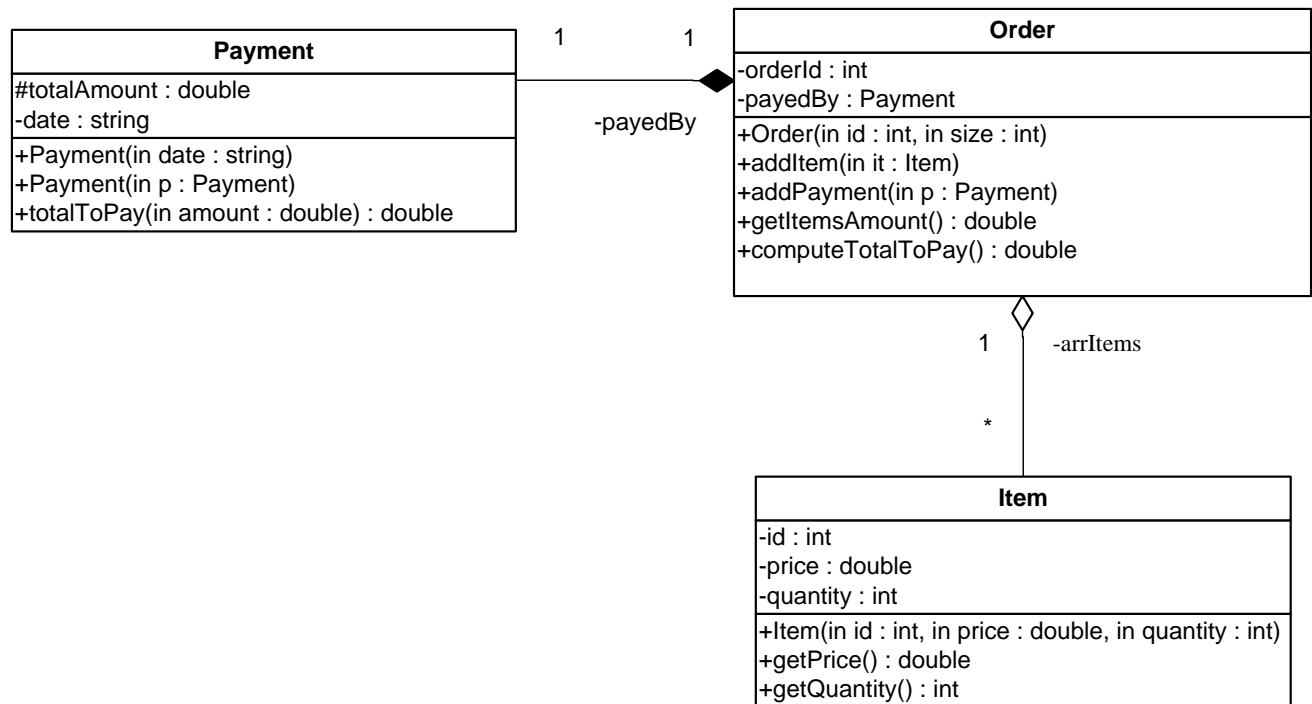 Payment
#totalAmount : double
-date : string
+Payment(in date : string)
+Payment(in p : Payment)
+totalToPay(in amount : double) : double
1
1
-payedBy
Order
-orderId : int
-payedBy : Payment
+Order(in id : int, in size : int)
+addItem(in it : Item)
+addPayment(in p : Payment)
+getItemsAmount() : double
+computeTotalToPay() : double
1
-arrItems
*
Item
-id : int
-price : double
-quantity : int
+Item(in id : int, in price : double, in quantity : int)
+getPrice() : double
+getQuantity() : int